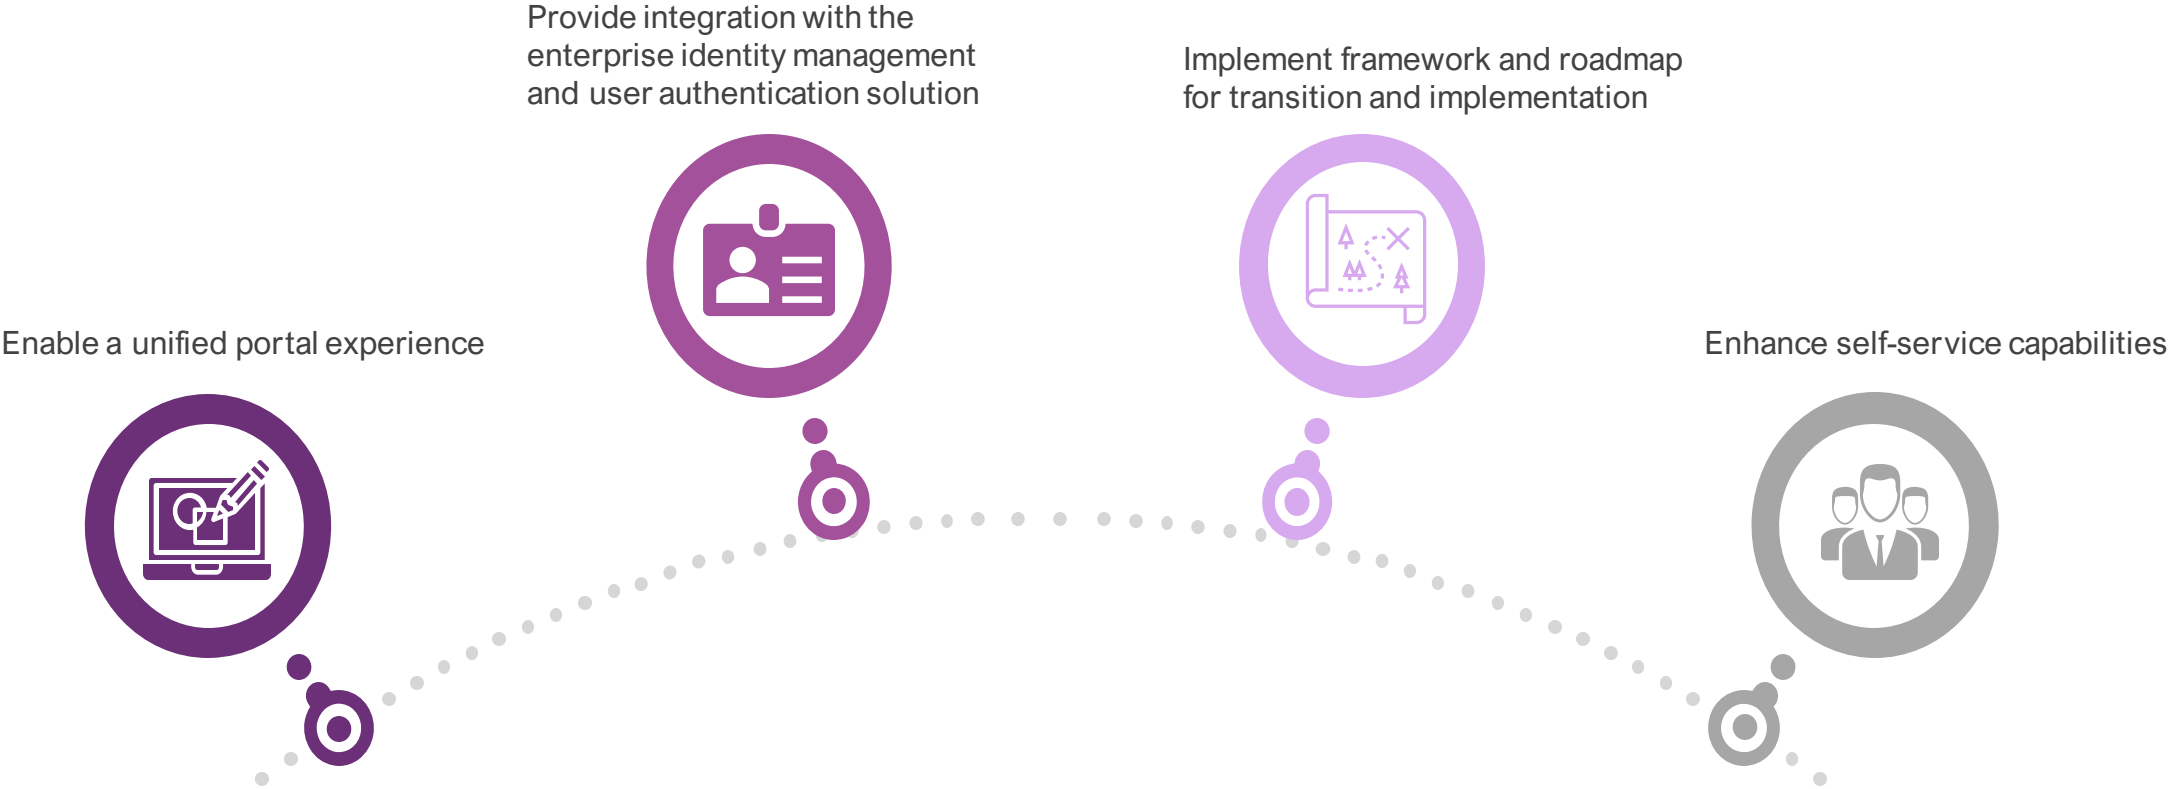 Provide integration with the
enterprise identity management
and user authentication solution
Implement framework and roadmap
for transition and implementation
Enable a unified portal experience
Enhance self-service capabilities